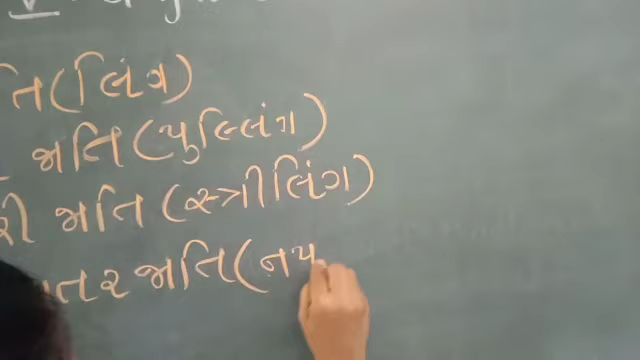 તિ (લિંગ)
જાતિ (પુલ્લિંગ)
રી જાતિ (સ્ત્રીલિંગ)
તર જાતિ (નપ